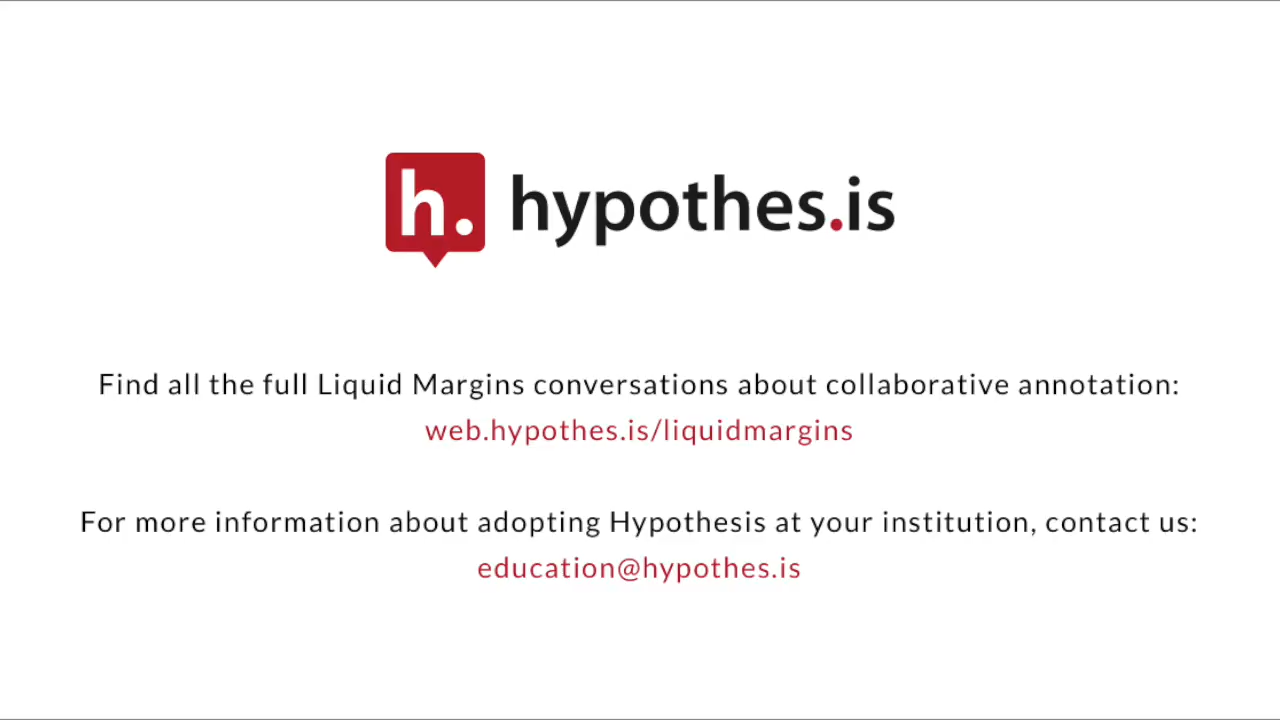 h. hypothes.is
Find all the full Liquid Margins conversations about collaborative annotation:
web.hypothes.is/liquidmargins
For more information about adopting Hypothesis at your institution, contact us:
education@hypothes.is